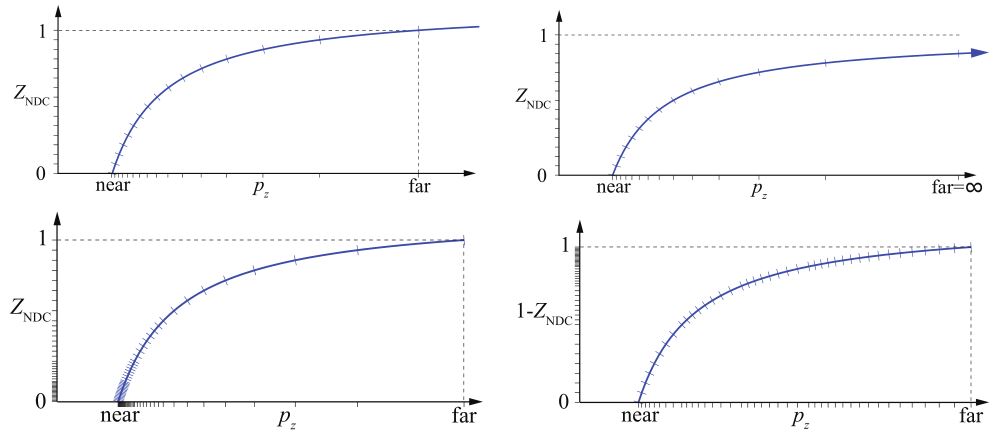 1
Z_NDC
0
near
p_z
far
1
Z_NDC
0
near
p_z
far=∞
1
Z_NDC
0
near
p_z
far
1
1-Z_NDC
0
near
p_z
far